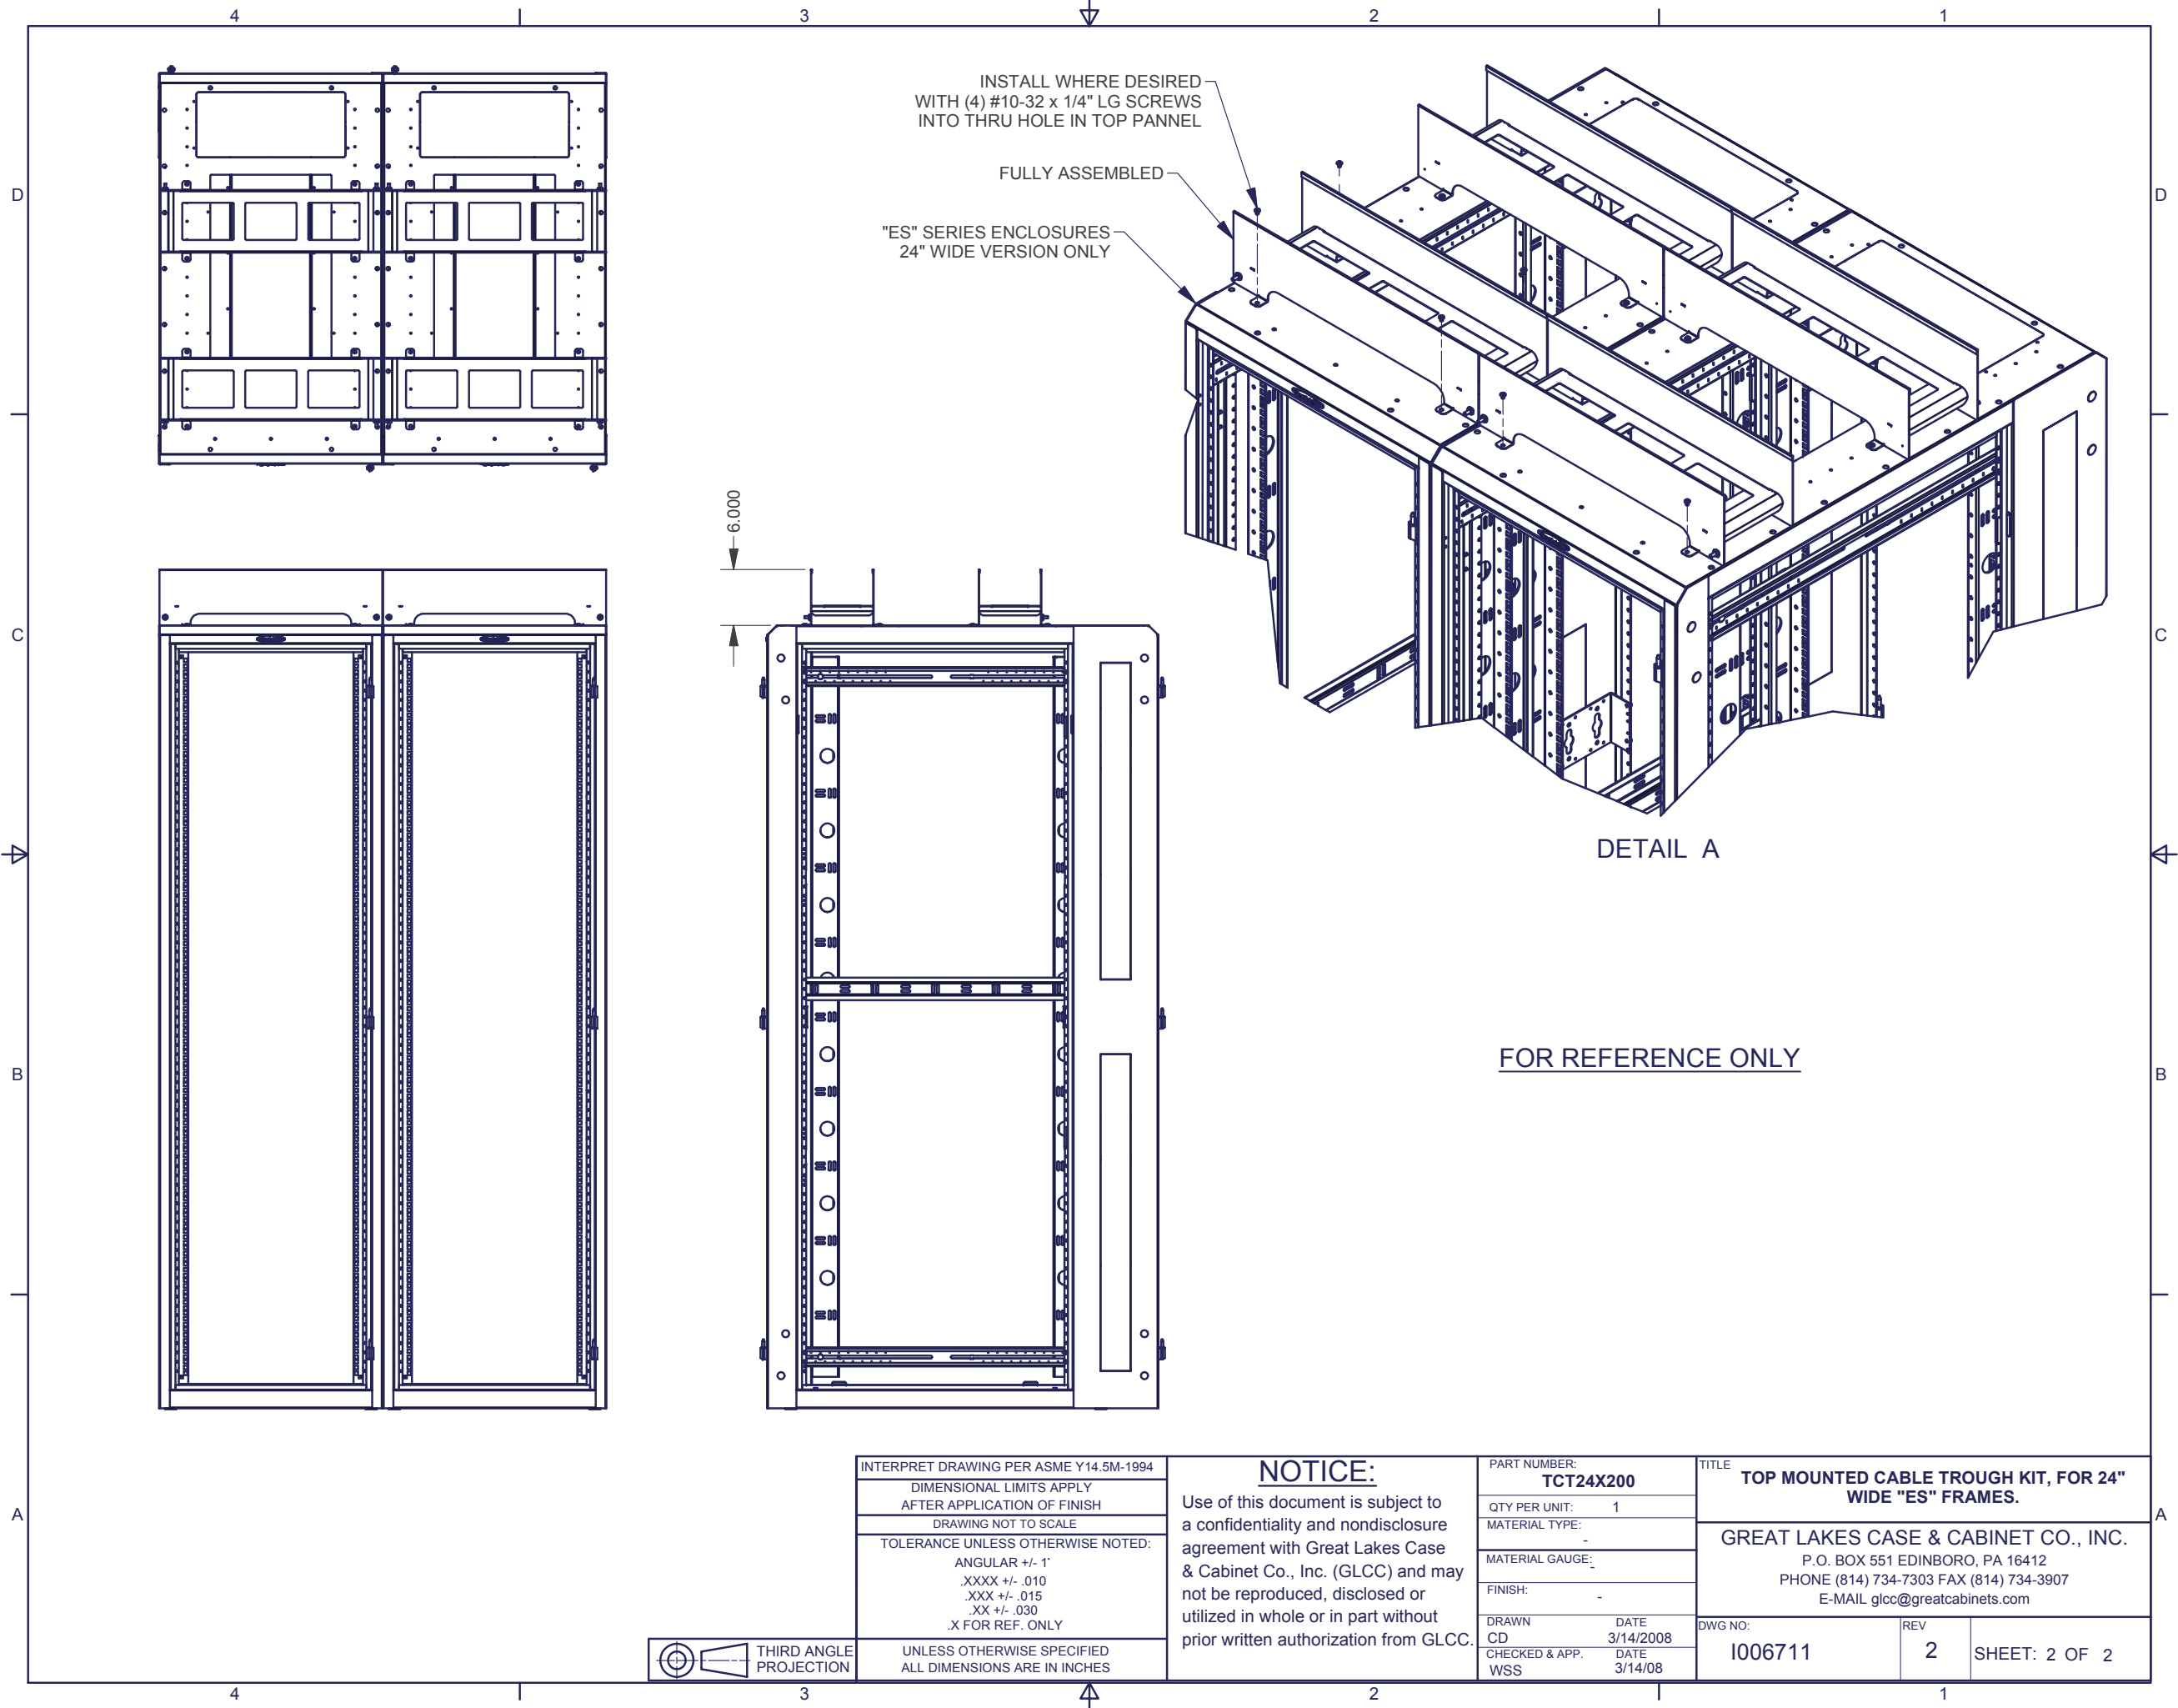 4
3
2
1
INSTALL WHERE DESIRED
WITH (4) #10-32 x 1/4" LG SCREWS
INTO THRU HOLE IN TOP PANNEL
FULLY ASSEMBLED
"ES" SERIES ENCLOSURES
24" WIDE VERSION ONLY
D
D
6.000
C
C
DETAIL A
FOR REFERENCE ONLY
B
B
A
A
INTERPRET DRAWING PER ASME Y14.5M-1994
DIMENSIONAL LIMITS APPLY
AFTER APPLICATION OF FINISH
DRAWING NOT TO SCALE
TOLERANCE UNLESS OTHERWISE NOTED:
ANGULAR +/- 1°
.XXXX +/- .010
.XXX +/- .015
.XX +/- .030
.X FOR REF. ONLY
THIRD ANGLE
PROJECTION
UNLESS OTHERWISE SPECIFIED
ALL DIMENSIONS ARE IN INCHES
NOTICE:
Use of this document is subject to
a confidentiality and nondisclosure
agreement with Great Lakes Case
& Cabinet Co., Inc. (GLCC) and may
not be reproduced, disclosed or
utilized in whole or in part without
prior written authorization from GLCC.
PART NUMBER:
TCT24X200
QTY PER UNIT: 1
MATERIAL TYPE:
-
MATERIAL GAUGE:
-
FINISH:
-
DRAWN DATE
CD 3/14/2008
CHECKED & APP. DATE
WSS 3/14/08
TITLE
TOP MOUNTED CABLE TROUGH KIT, FOR 24"
WIDE "ES" FRAMES.
GREAT LAKES CASE & CABINET CO., INC.
P.O. BOX 551 EDINBORO, PA 16412
PHONE (814) 734-7303 FAX (814) 734-3907
E-MAIL glcc@greatcabinets.com
DWG NO:
I006711
REV
2
SHEET: 2 OF 2
4
3
2
1